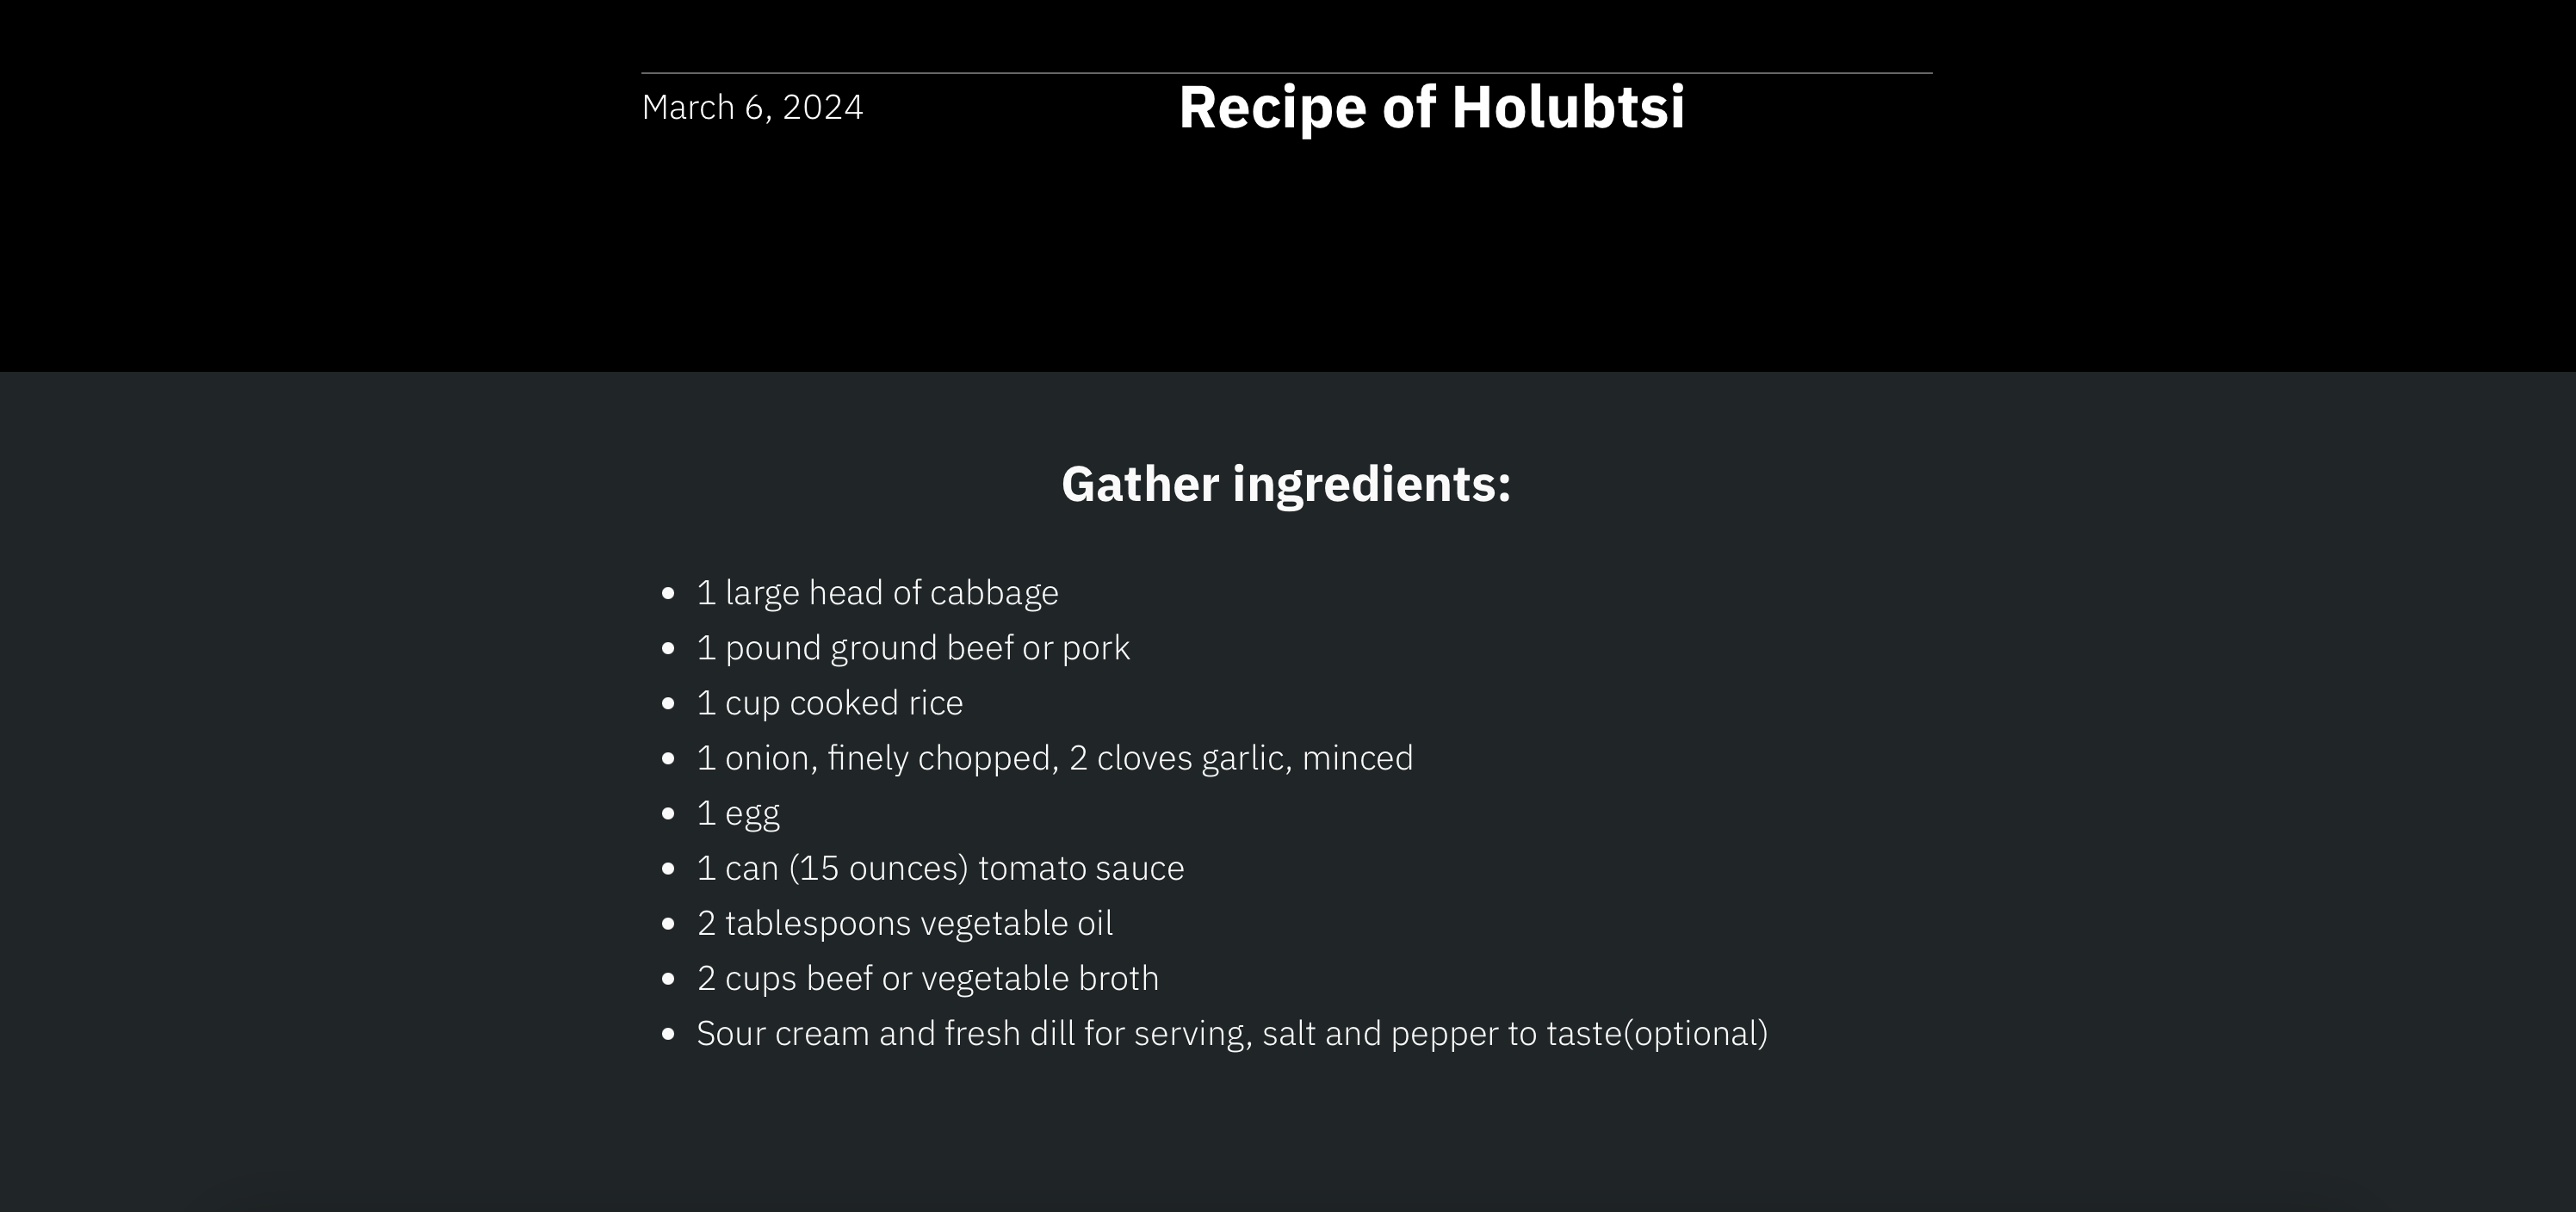 March 6, 2024
Recipe of Holubtsi
Gather ingredients:
1 large head of cabbage
1 pound ground beef or pork
1 cup cooked rice
1 onion, finely chopped, 2 cloves garlic, minced
1 egg
1 can (15 ounces) tomato sauce
2 tablespoons vegetable oil
2 cups beef or vegetable broth
Sour cream and fresh dill for serving, salt and pepper to taste(optional)